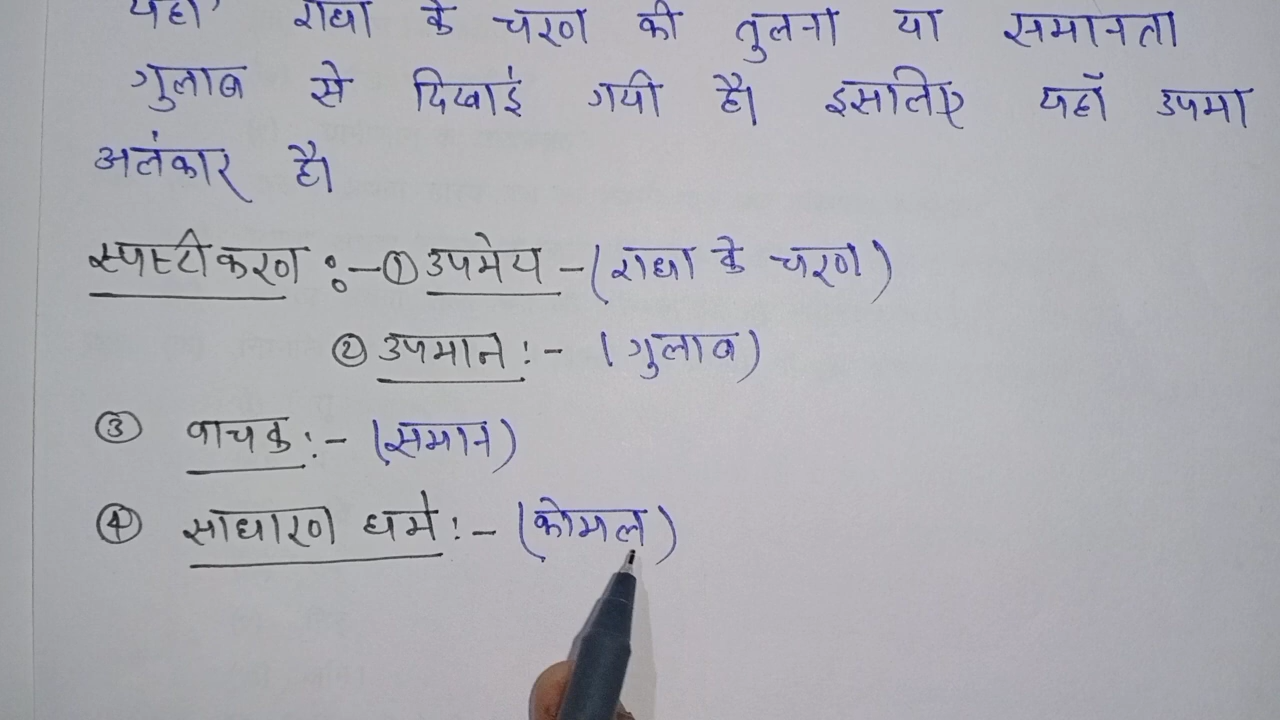 यहाँ राधा के चरण की तुलना या समानता
गुलाब से दिखाई गयी है। इसलिए यहाँ उपमा
अलंकार है।
स्पष्टीकरण :- ① उपमेय - (राधा के चरण)
② उपमान :- (गुलाब)
③ वाचक :- (समान)
④ साधारण धर्म :- (कोमल)